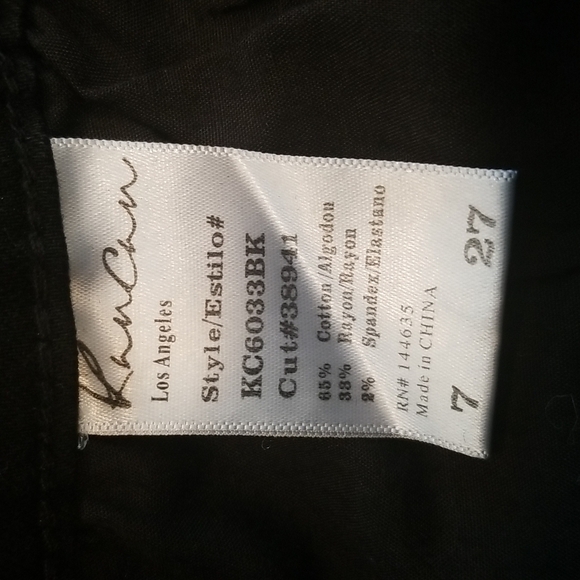 KanCan
Los Angeles
Style/Estilo#
KC6033BK
Cut#38941
65% Cotton/Algodon
33% Rayon/Rayon
2% Spandex/Elastano
RN# 144635
Made in CHINA
7 27